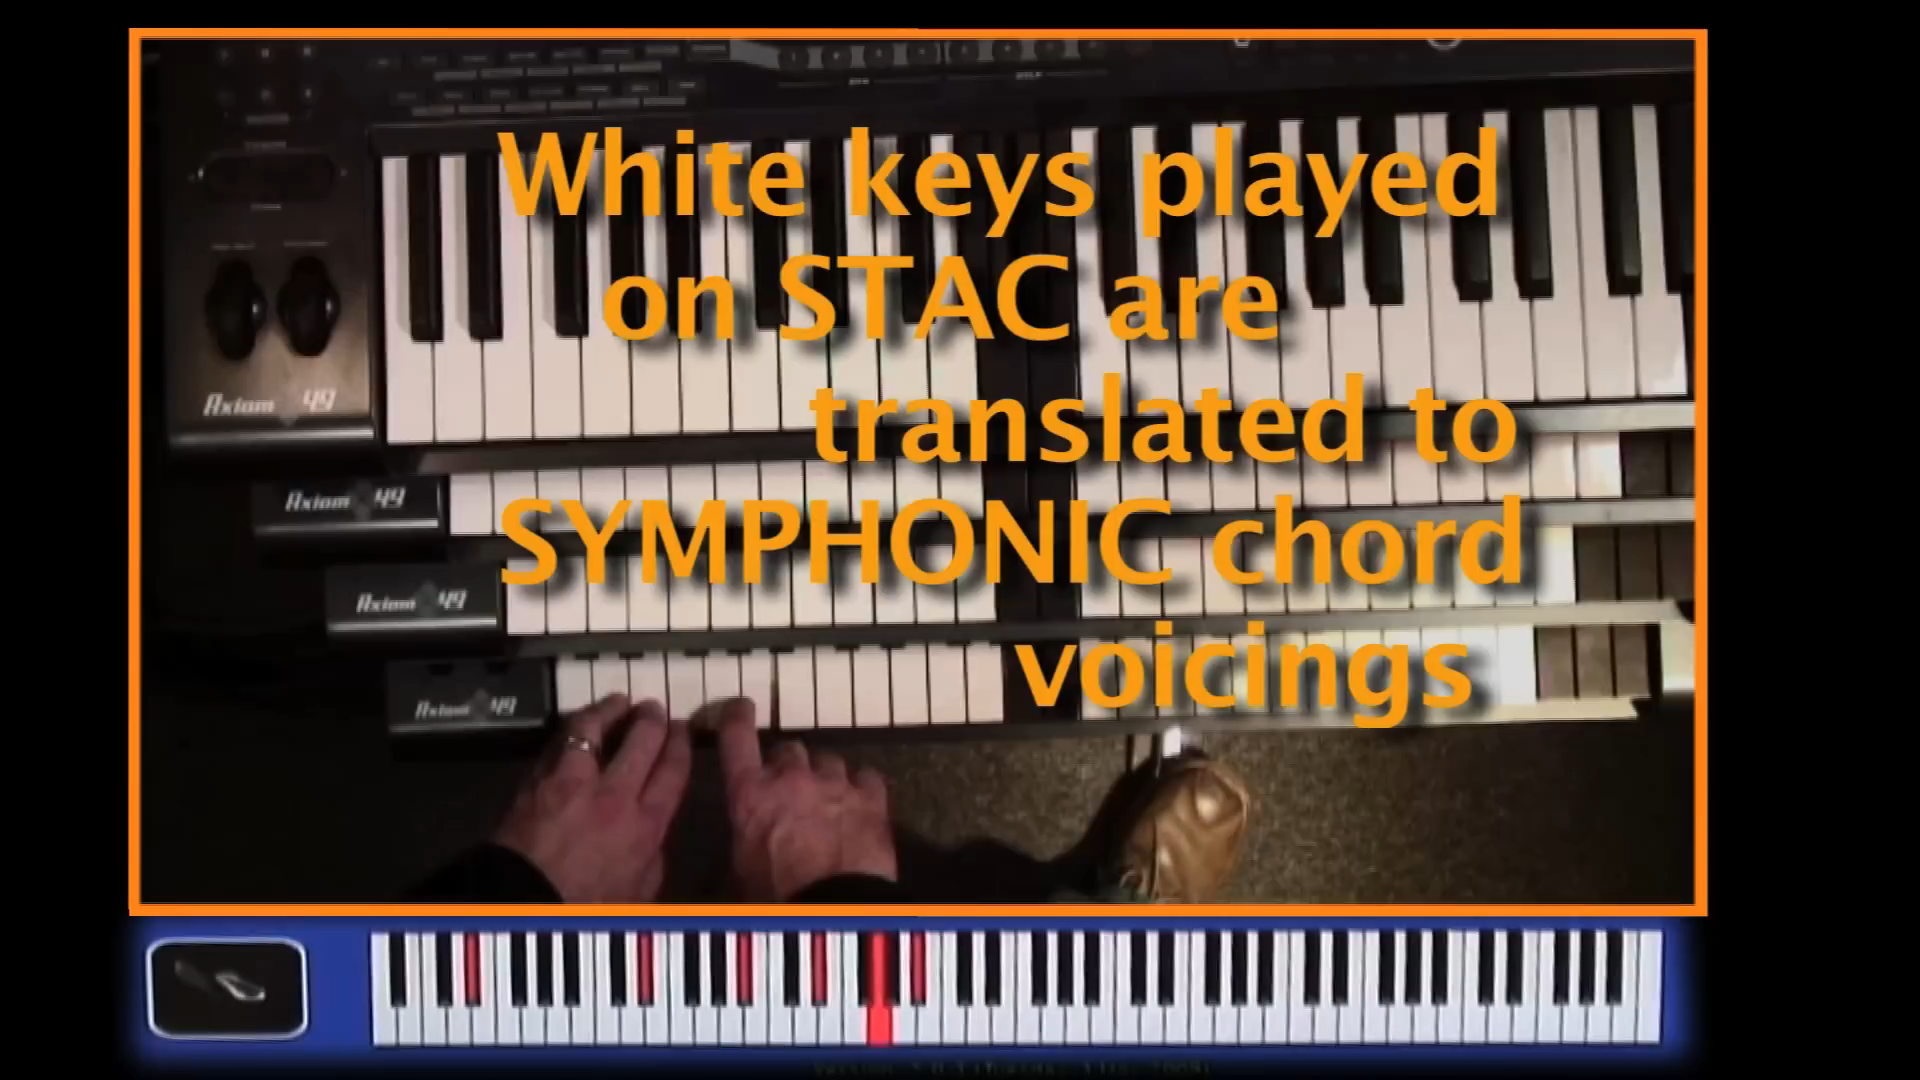 White keys played
on STAC are
translated to
SYMPHONIC chord
voicings
Axiom 49
Axiom 49
Axiom 49
Axiom 49